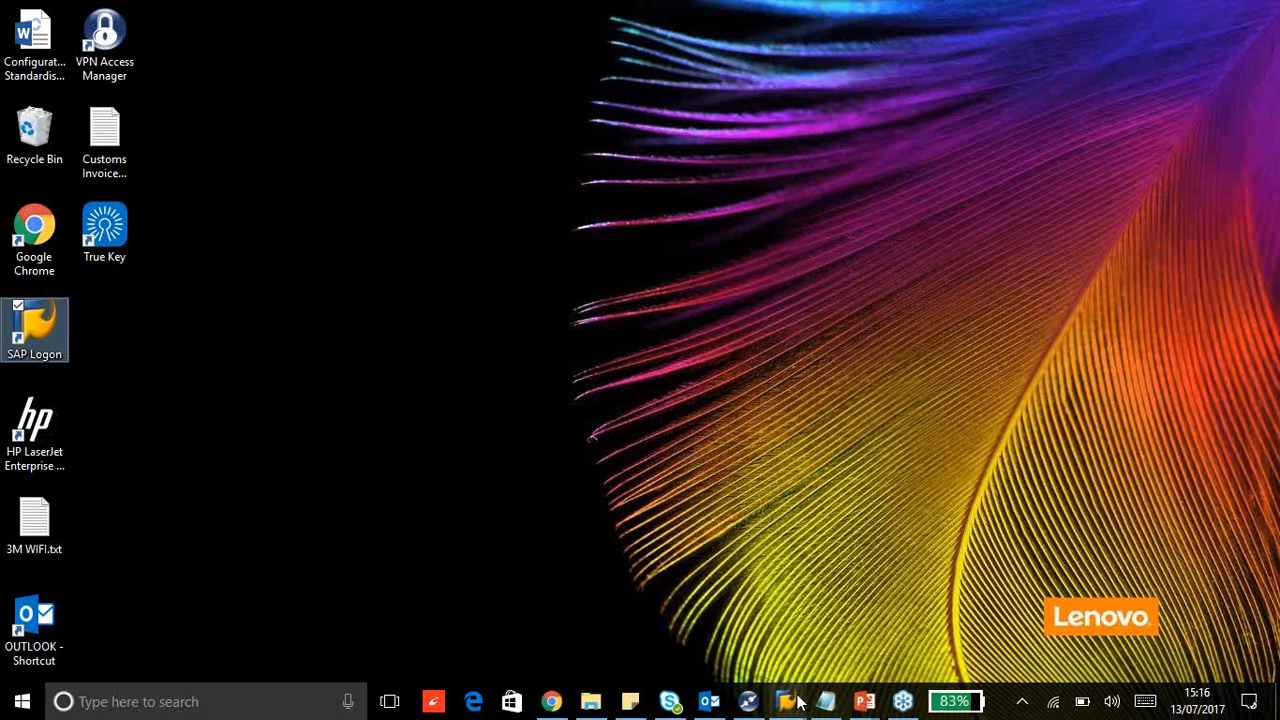 Configurat...
Standardis...
VPN Access
Manager
Recycle Bin
Customs
Invoice...
Google
Chrome
True Key
SAP Logon
hp
HP LaserJet
Enterprise ...
3M WIFI.txt
OUTLOOK -
Shortcut
Lenovo
Type here to search
83%
15:16
13/07/2017